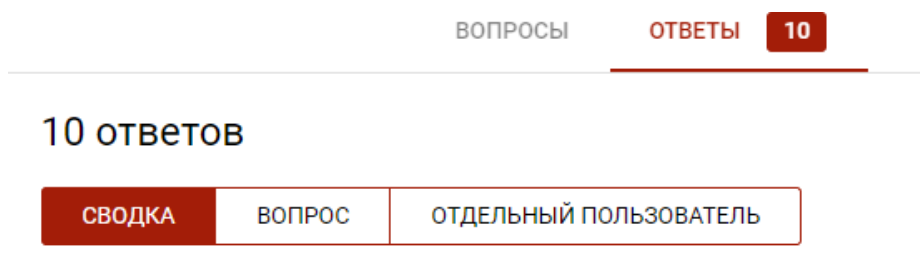 ВОПРОСЫ ОТВЕТЫ 10
10 ответов
СВОДКА ВОПРОС ОТДЕЛЬНЫЙ ПОЛЬЗОВАТЕЛЬ